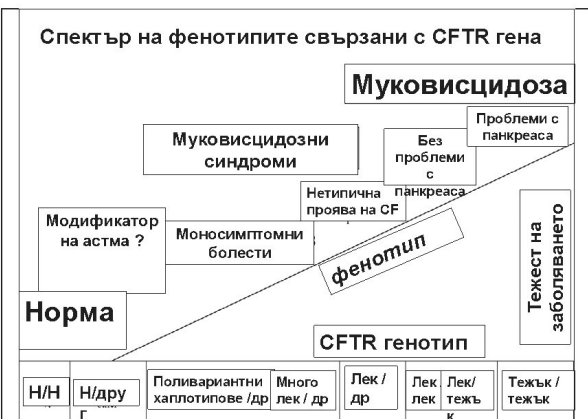 Спектър на фенотипите свързани с CFTR гена
Муковисцидоза
Проблеми с
панкреаса
Без
проблеми
с
панкреаса
Муковисцидозни
синдроми
Нетипична
проява на CF
Модификатор
на астма ?
Моносимптомни
болести
фенотип
Тежест на
заболяването
Норма
CFTR генотип
Н/Н
Н/дру
г
Поливариантни
хаплотипове /др
Много
лек / др
Лек /
др
Лек
лек
Лек/
тежъ
к
Тежък /
тежък